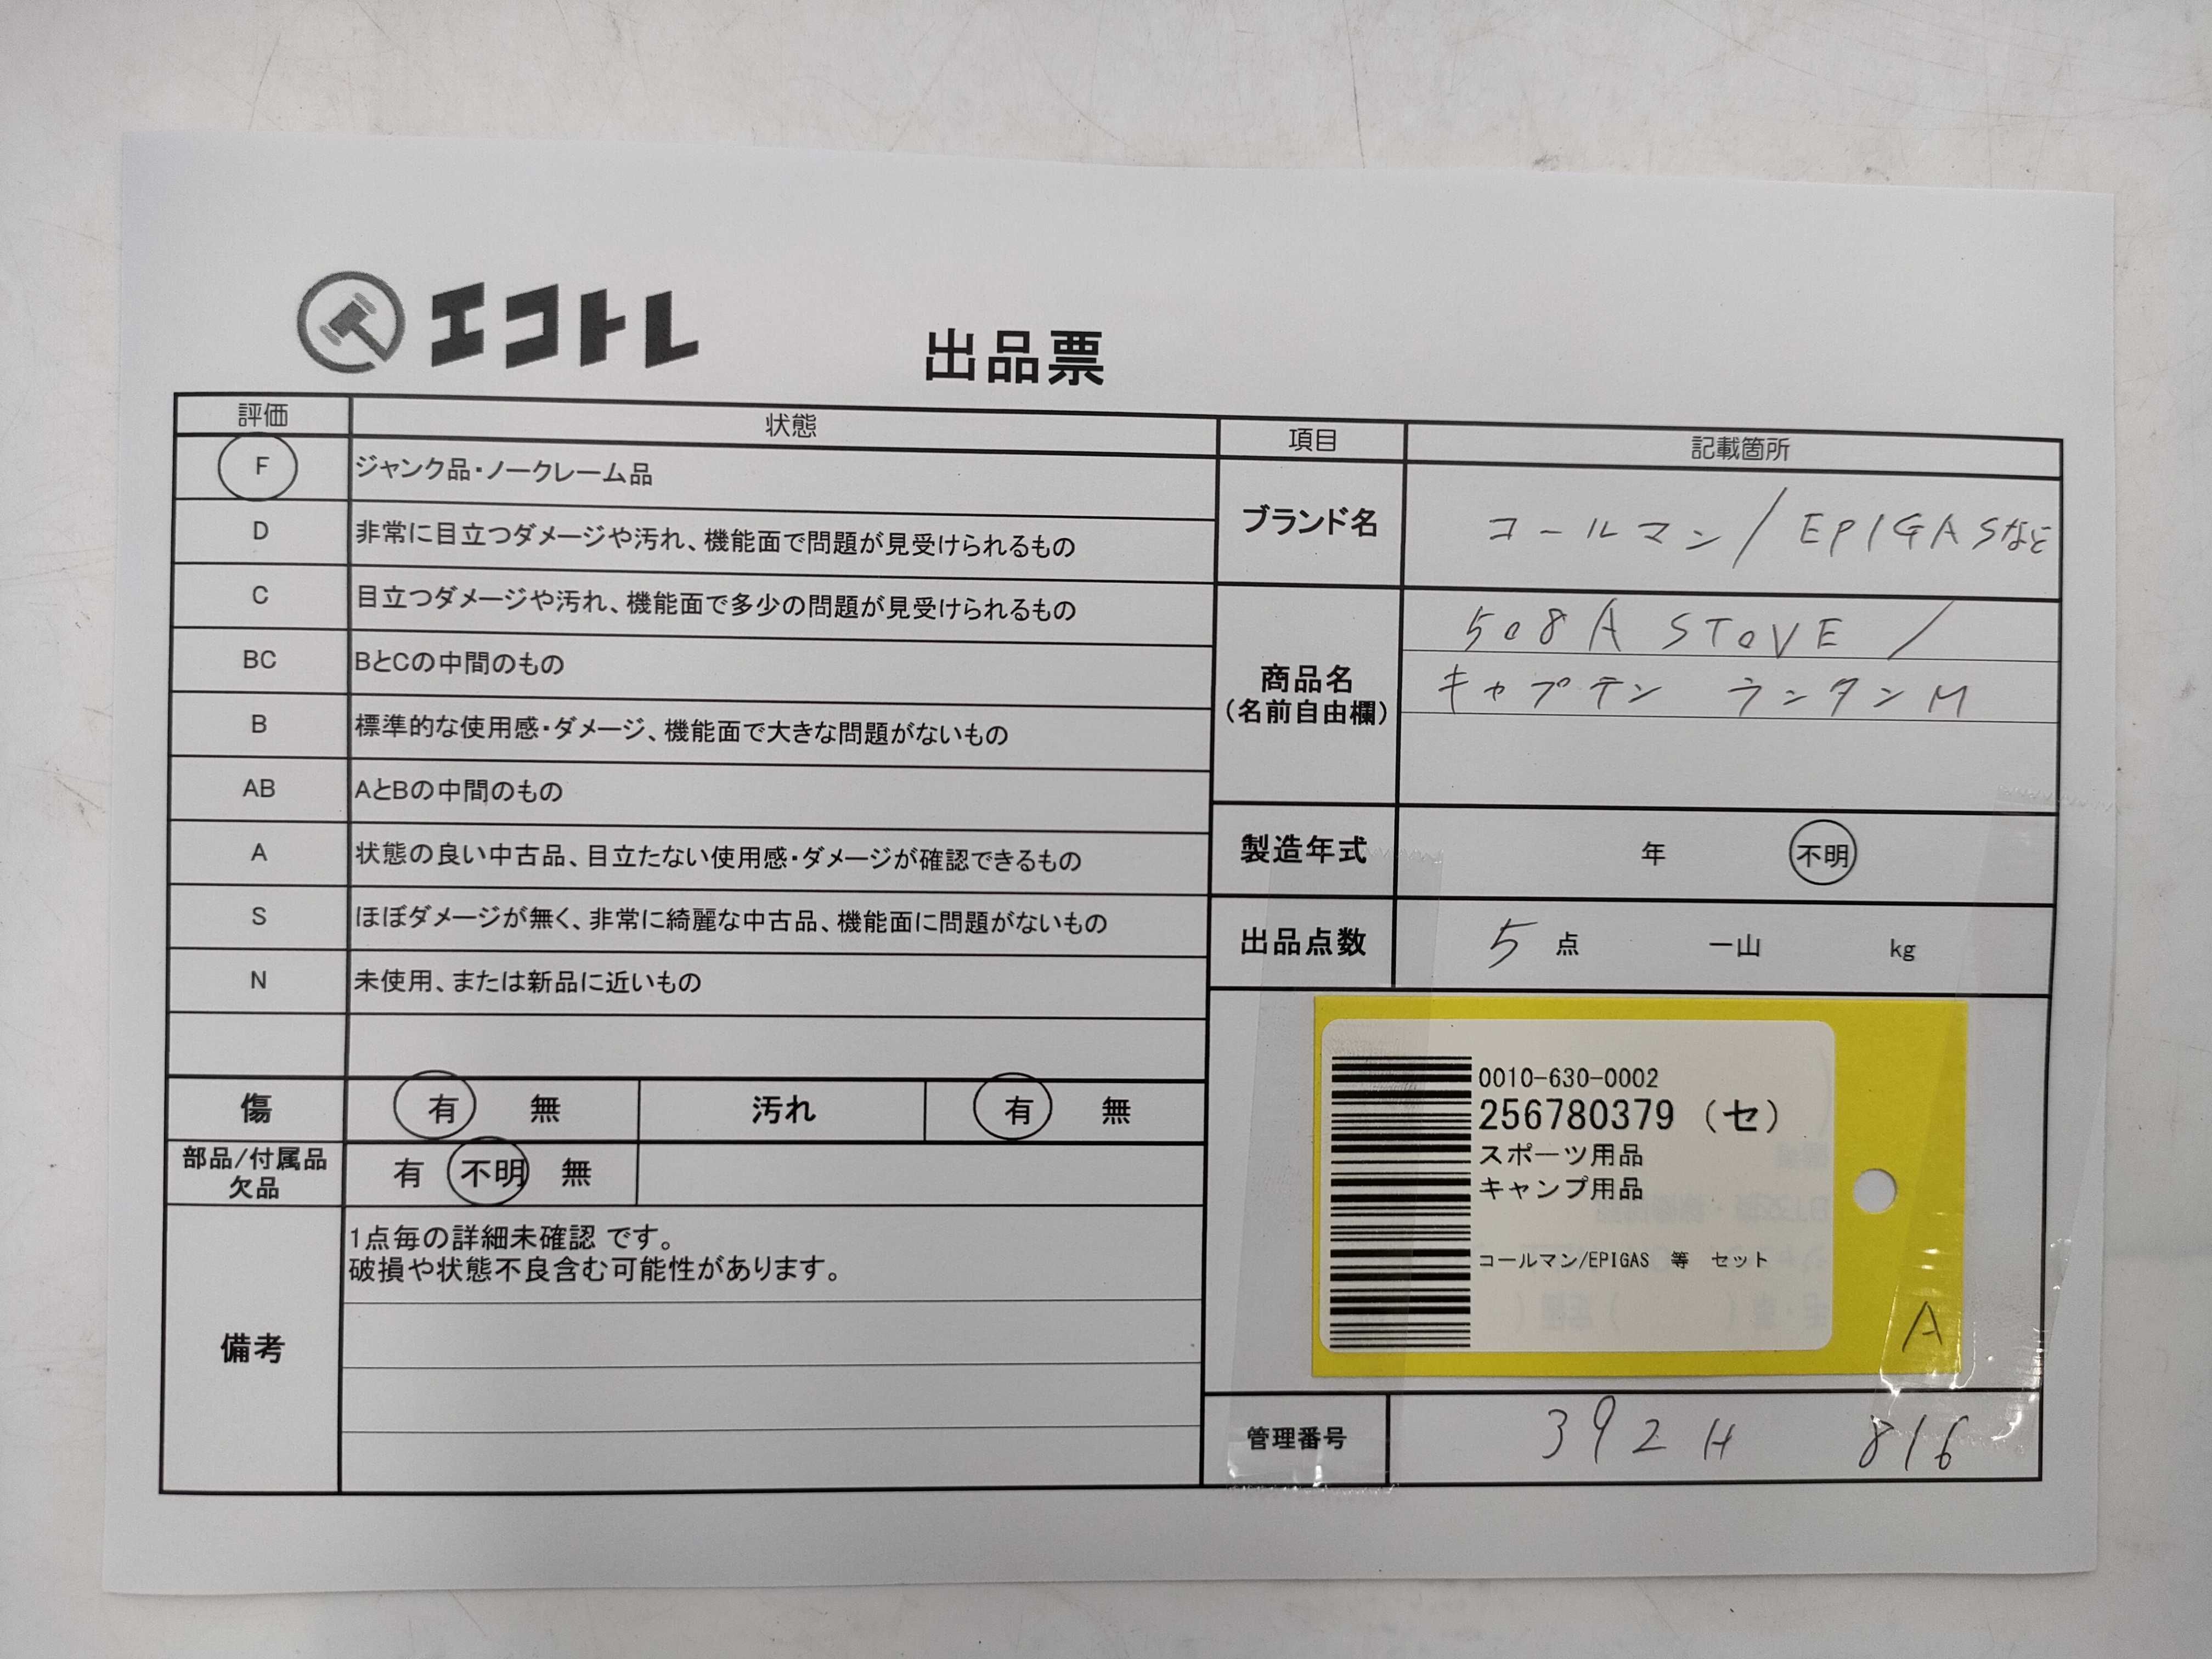 エコトレ
出品票
評価 状態
F ジャンク品・ノークレーム品
D 非常に目立つダメージや汚れ、機能面で問題が見受けられるもの
C 目立つダメージや汚れ、機能面で多少の問題が見受けられるもの
BC BとCの中間のもの
B 標準的な使用感・ダメージ、機能面で大きな問題がないもの
AB AとBの中間のもの
A 状態の良い中古品、目立たない使用感・ダメージが確認できるもの
S ほぼダメージが無く、非常に綺麗な中古品、機能面に問題がないもの
N 未使用、または新品に近いもの
傷 有 無 汚れ 有 無
部品/付属品
欠品
有 不明 無
備考
1点毎の詳細未確認 です。
破損や状態不良含む可能性があります。
項目 記載箇所
ブランド名 コールマン/EPIGASなど
商品名
(名前自由欄)
508A STOVE /
キャプテン ランタンM
製造年式 年 不明
出品点数 5 点 一山 kg
0010-630-0002
256780379 (セ)
スポーツ用品
キャンプ用品
コールマン/EPIGAS 等 セット
A
管理番号 392H 816